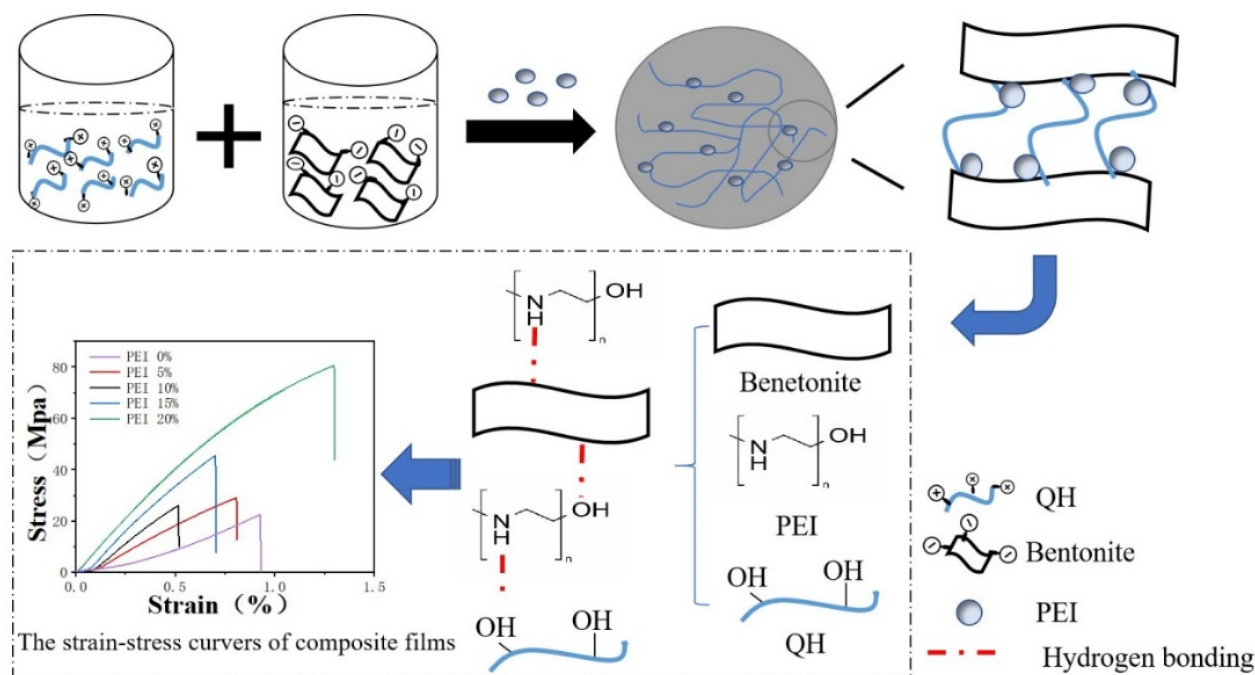 OH
N
H
n
Benetonite
OH
N
H
n
PEI
OH
OH
QH
OH
N
H
n
OH
OH
PEI 0%
PEI 5%
PEI 10%
PEI 15%
PEI 20%
80
60
40
20
0
Stress（Mpa）
0.0
0.5
1.0
1.5
Strain（%）
The strain-stress curvers of composite films
QH
Bentonite
PEI
Hydrogen bonding